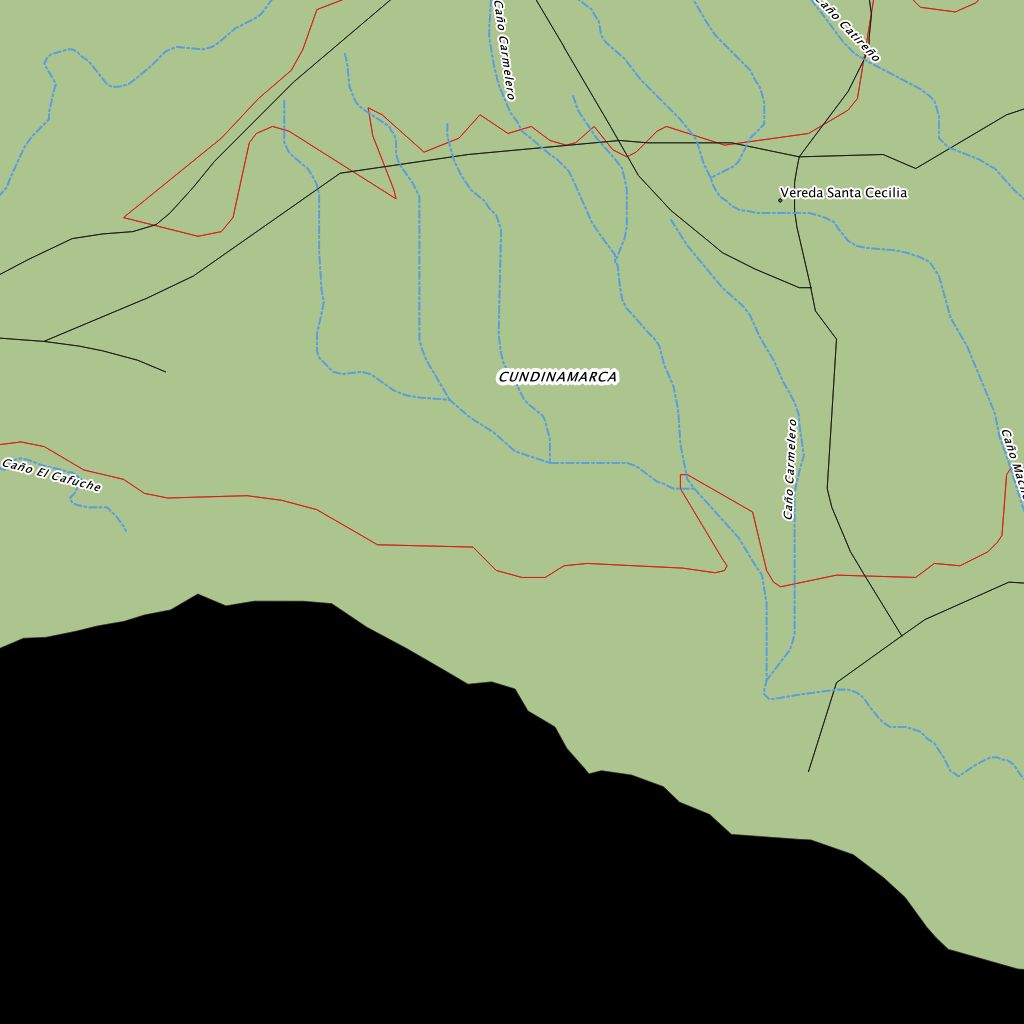 Caño Carmelero
Caño Catireño
Vereda Santa Cecilia
CUNDINAMARCA
Caño Carmelero
Caño El Cafuche